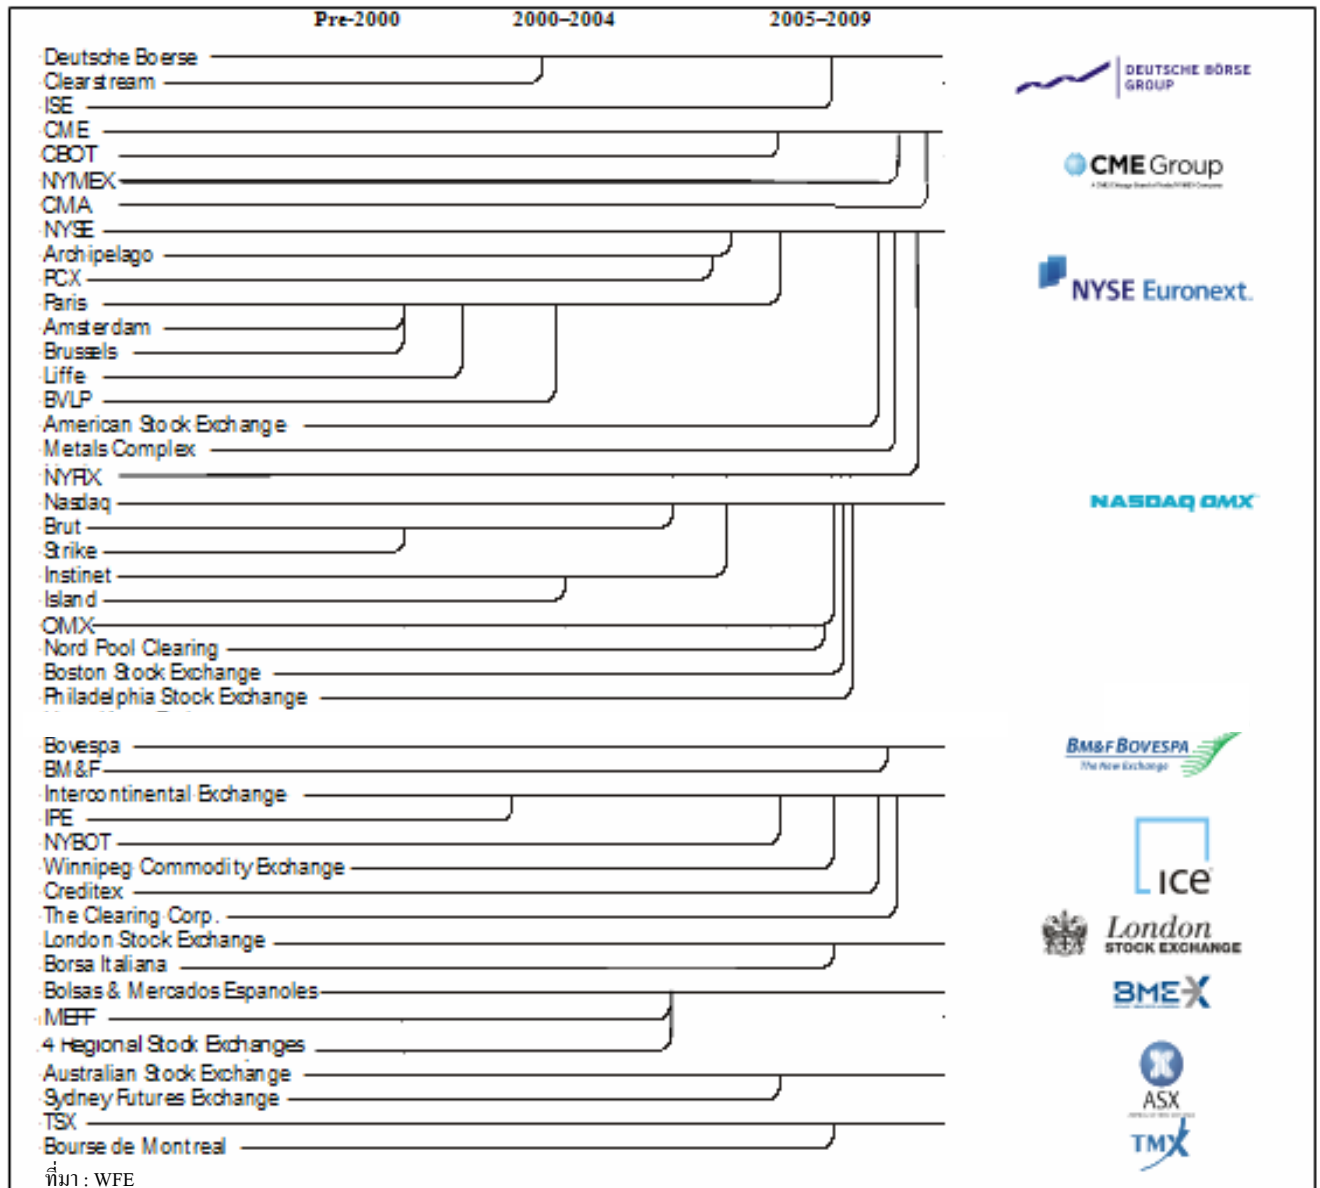 Pre-2000 2000–2004 2005–2009
Deutsche Boerse
Clearstream
ISE
CME
CBOT
NYMEX
CMA
NYSE
Archipelago
PCX
Paris
Amsterdam
Brussels
Liffe
BVLP
American Stock Exchange
Metals Complex
NYFIX
Nasdaq
Brut
Strike
Instinet
Island
OMX
Nord Pool Clearing
Boston Stock Exchange
Philadelphia Stock Exchange
Bovespa
BM&F
Intercontinental Exchange
IPE
NYBOT
Winnipeg Commodity Exchange
Creditex
The Clearing Corp.
London Stock Exchange
Borsa Italiana
Bolsas & Mercados Espanoles
MEFF
4 Regional Stock Exchanges
Australian Stock Exchange
Sydney Futures Exchange
TSX
Bourse de Montreal
ที่มา : WFE
DEUTSCHE BÖRSE
GROUP
CME Group
NYSE Euronext.
NASDAQ OMX
BM&F BOVESPA
The New Exchange
ice
London
STOCK EXCHANGE
BME
ASX
TMX